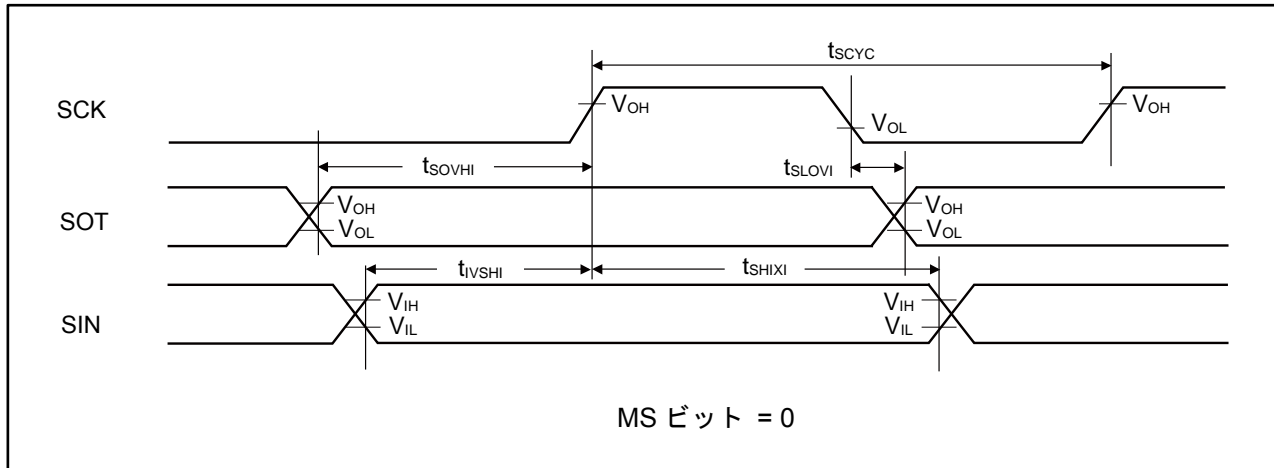 tSCYC
SCK
VOH
VOL
VOH
tSOVHI
tSLOVI
SOT
VOH
VOL
VOH
VOL
tIVSHI
tSHIXI
SIN
VIH
VIL
VIH
VIL
MS ビット = 0